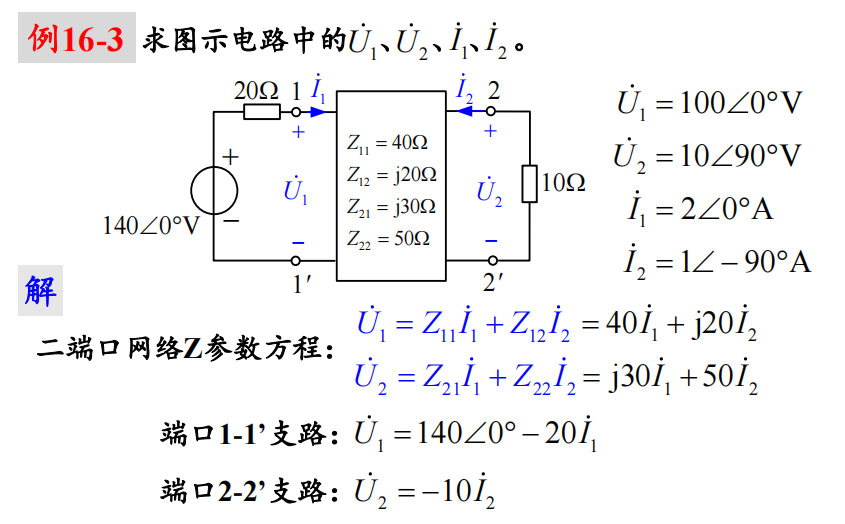 例16-3 求图示电路中的U̇₁、U̇₂、İ₁、İ₂。
20Ω 1 İ₁ İ₂ 2
+ +
Z₁₁ = 40Ω
Z₁₂ = j20Ω
Z₂₁ = j30Ω
Z₂₂ = 50Ω
+
U̇₁ U̇₂ 10Ω
140∠0°V −
− −
1′ 2′
U̇₁ = 100∠0°V
U̇₂ = 10∠90°V
İ₁ = 2∠0°A
İ₂ = 1∠−90°A
解
二端口网络Z参数方程：
U̇₁ = Z₁₁İ₁ + Z₁₂İ₂ = 40İ₁ + j20İ₂
U̇₂ = Z₂₁İ₁ + Z₂₂İ₂ = j30İ₁ + 50İ₂
端口1-1’支路：U̇₁ = 140∠0° − 20İ₁
端口2-2’支路：U̇₂ = −10İ₂